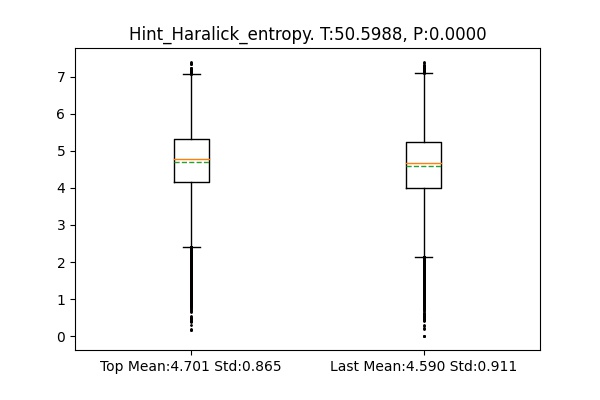 Hint_Haralick_entropy. T:50.5988, P:0.0000
7
6
5
4
3
2
1
0
Top Mean:4.701 Std:0.865
Last Mean:4.590 Std:0.911